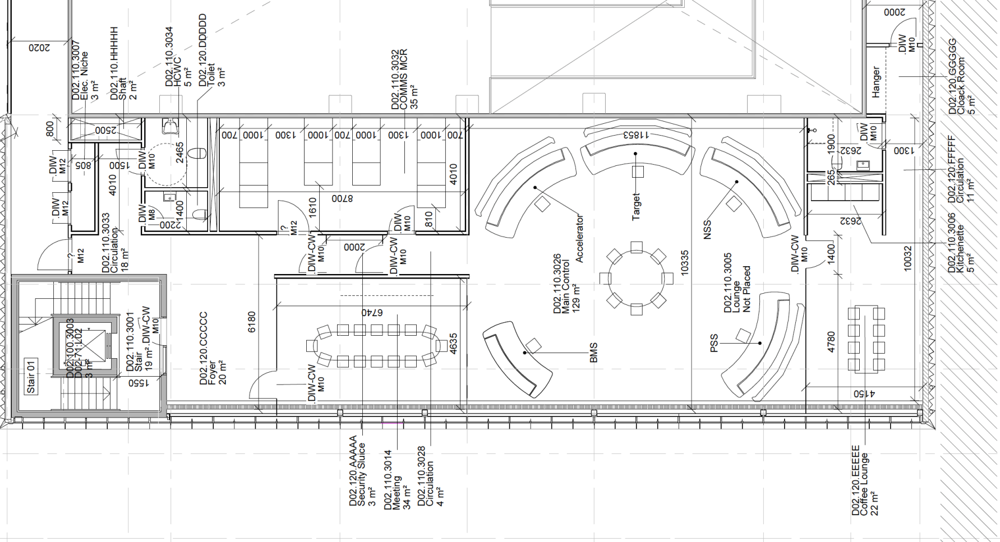 2020
D02.110.3007
Elec. Niche
3 m²
D02.110.HHHHH
Shaft
2 m²
D02.110.3034
HCWC
5 m²
D02.120.DDDDD
Toilet
3 m²
D02.110.3032
COMMS MCR
35 m²
2000
.DIW
M10
Hanger
D02.120.GGGGG
Cloack Room
5 m²
800
2500
2465
700
1000
1300
1000
700
1000
1300
1000
700
11853
1900
2632
.DIW
M10
1300
.DIW
M12
805
1500
.DIW
M10
4010
8700
4010
265
D02.120.FFFFF
Circulation
11 m²
.DIW
M12
.DIW
M8
1400
2200
1610
?
M12
.DIW
M10
810
Target
Accelerator
NSS
2632
D02.110.3006
Kitchenette
5 m²
D02.110.3033
Circulation
18 m²
?
M12
.DIW-CW
M10
2000
.DIW-CW
M10
D02.110.3026
Main Control
129 m²
10335
D02.110.3005
Lounge
Not Placed
.DIW-CW
M10
1400
10032
Stair 01
D02.100.3003
D02-71.L02
3 m²
D02.110.3001
Stair
19 m²
.DIW-CW
M10
1550
D02.120.CCCCC
Foyer
20 m²
6180
6740
4635
.DIW-CW
M10
BMS
PSS
4780
4150
D02.120.AAAAA
Security Sluice
3 m²
D02.110.3014
Meeting
34 m²
D02.110.3028
Circulation
4 m²
D02.120.EEEEE
Coffee Lounge
22 m²